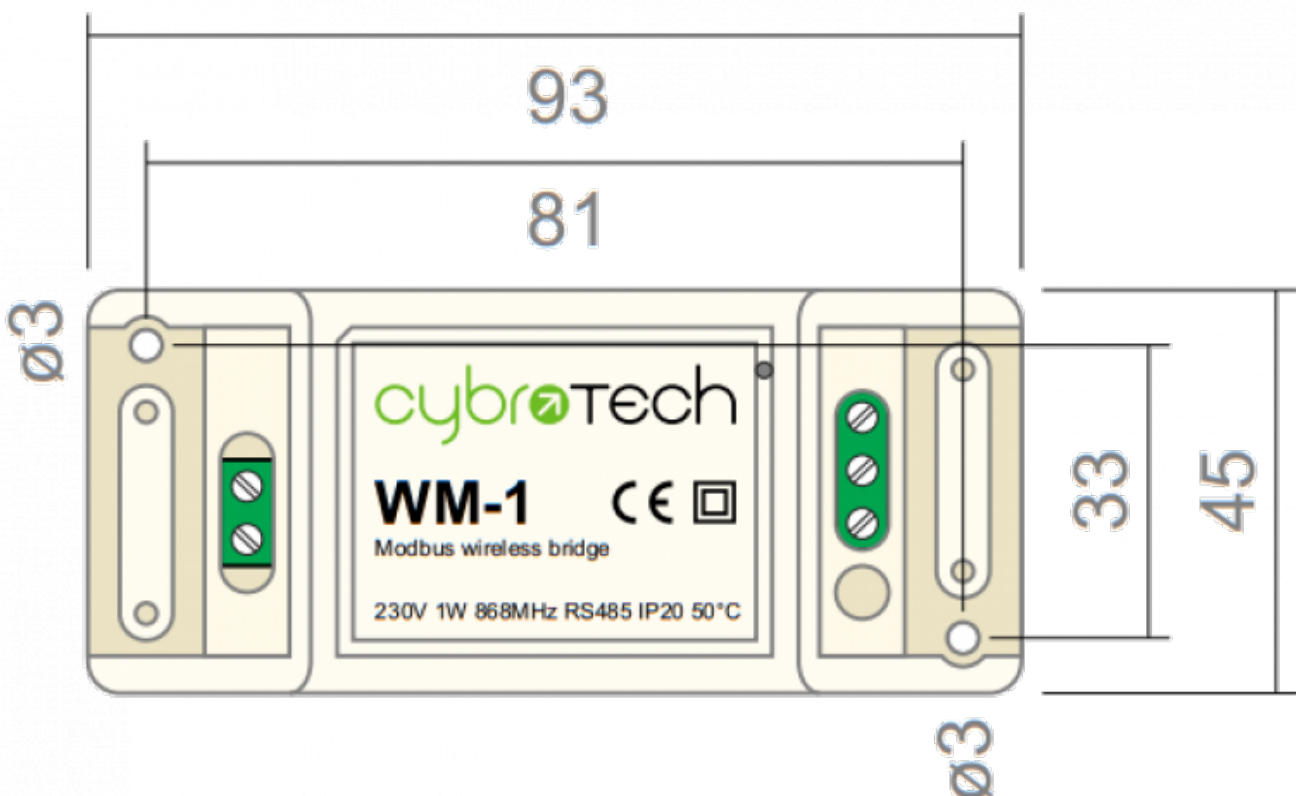 93
81
ø3
cybroTech
WM-1 CE
Modbus wireless bridge
230V 1W 868MHz RS485 IP20 50°C
33
45
ø3